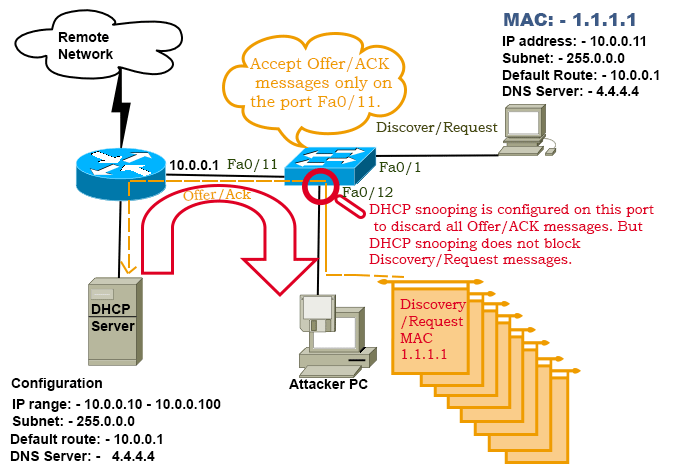 Remote
Network
Accept Offer/ACK
messages only on
the port Fa0/11.
MAC: - 1.1.1.1
IP address: - 10.0.0.11
Subnet: - 255.0.0.0
Default Route: - 10.0.0.1
DNS Server: - 4.4.4.4
Discover/Request
10.0.0.1
Fa0/11
Fa0/1
Offer/Ack
Fa0/12
DHCP snooping is configured on this port
to discard all Offer/ACK messages. But
DHCP snooping does not block
Discovery/Request messages.
DHCP
Server
Discovery
/Request
MAC
1.1.1.1
Attacker PC
Configuration
IP range: - 10.0.0.10 - 10.0.0.100
Subnet: - 255.0.0.0
Default route: - 10.0.0.1
DNS Server: - 4.4.4.4